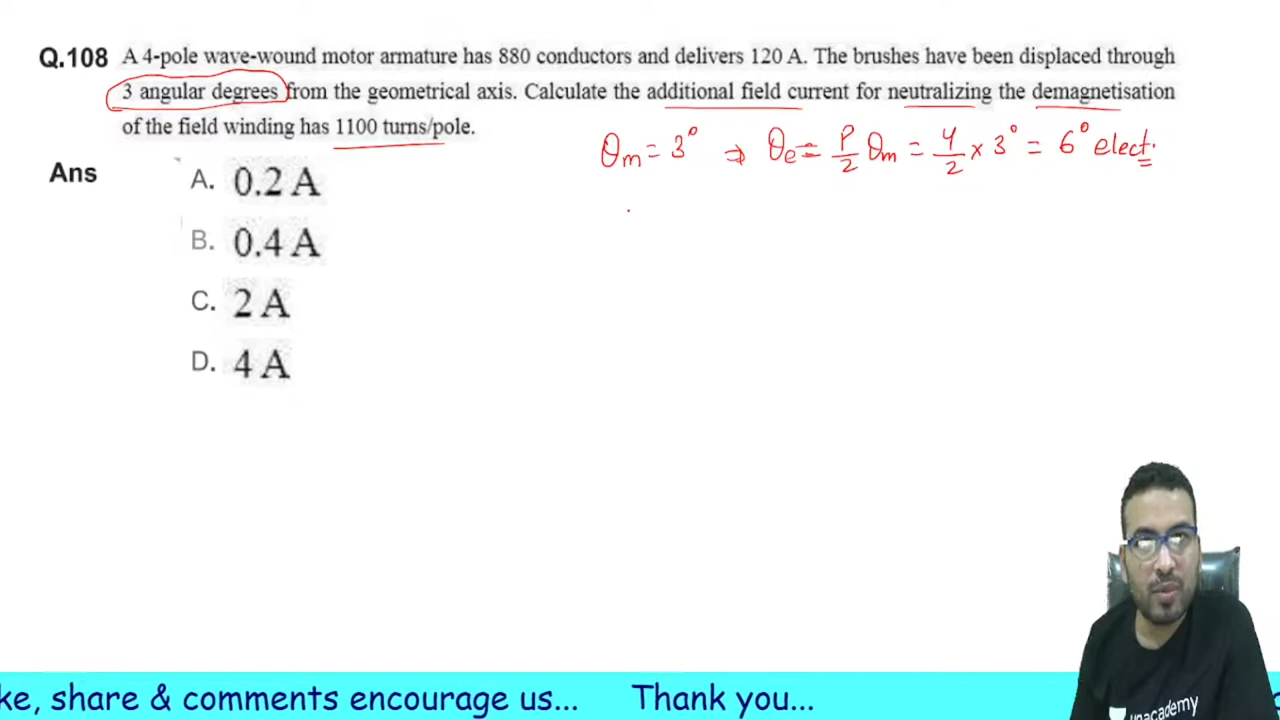 Q.108 A 4-pole wave-wound motor armature has 880 conductors and delivers 120 A. The brushes have been displaced through
3 angular degrees from the geometrical axis. Calculate the additional field current for neutralizing the demagnetisation
of the field winding has 1100 turns/pole.
θm = 3° ⇒ θe = P/2 θm = 4/2 × 3° = 6° elect.
Ans
A. 0.2 A
B. 0.4 A
C. 2 A
D. 4 A
unacademy
ke, share & comments encourage us... Thank you...